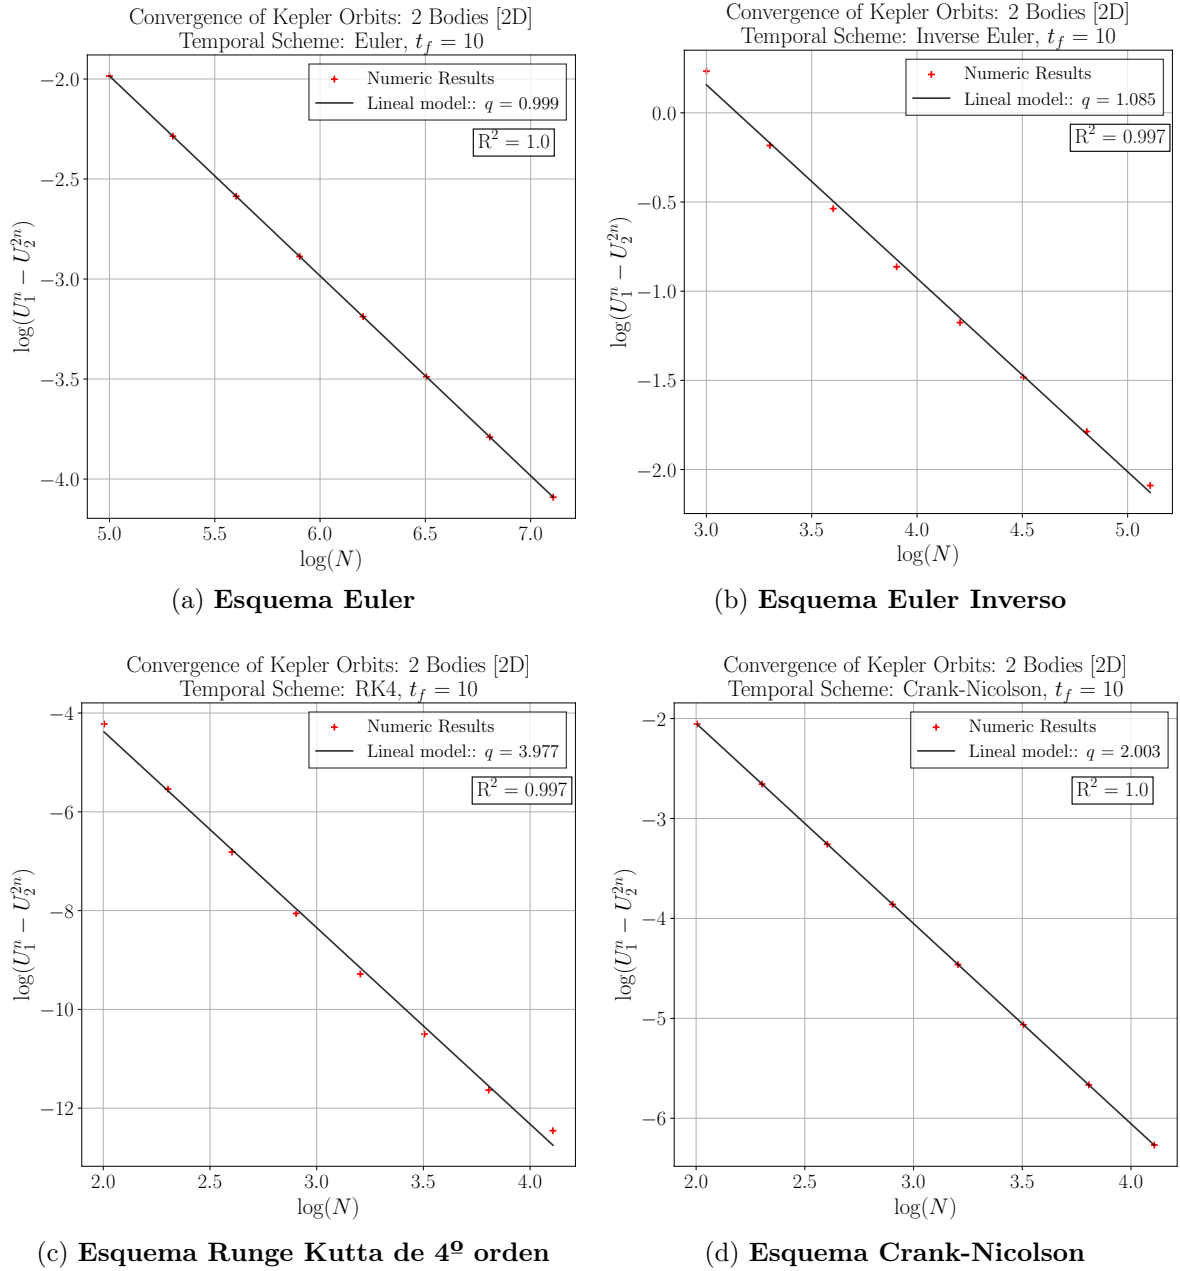 Convergence of Kepler Orbits: 2 Bodies [2D]
Temporal Scheme: Euler, $t_f = 10$
Numeric Results
Lineal model:: $q = 0.999$
$R^2 = 1.0$
−2.0
−2.5
−3.0
−3.5
−4.0
$\log(U_1^n - U_2^{2n})$
5.0 5.5 6.0 6.5 7.0
$\log(N)$
(a) Esquema Euler
Convergence of Kepler Orbits: 2 Bodies [2D]
Temporal Scheme: Inverse Euler, $t_f = 10$
Numeric Results
Lineal model:: $q = 1.085$
$R^2 = 0.997$
0.0
−0.5
−1.0
−1.5
−2.0
$\log(U_1^n - U_2^{2n})$
3.0 3.5 4.0 4.5 5.0
$\log(N)$
(b) Esquema Euler Inverso
Convergence of Kepler Orbits: 2 Bodies [2D]
Temporal Scheme: RK4, $t_f = 10$
Numeric Results
Lineal model:: $q = 3.977$
$R^2 = 0.997$
−4
−6
−8
−10
−12
$\log(U_1^n - U_2^{2n})$
2.0 2.5 3.0 3.5 4.0
$\log(N)$
(c) Esquema Runge Kutta de 4º orden
Convergence of Kepler Orbits: 2 Bodies [2D]
Temporal Scheme: Crank-Nicolson, $t_f = 10$
Numeric Results
Lineal model:: $q = 2.003$
$R^2 = 1.0$
−2
−3
−4
−5
−6
$\log(U_1^n - U_2^{2n})$
2.0 2.5 3.0 3.5 4.0
$\log(N)$
(d) Esquema Crank-Nicolson